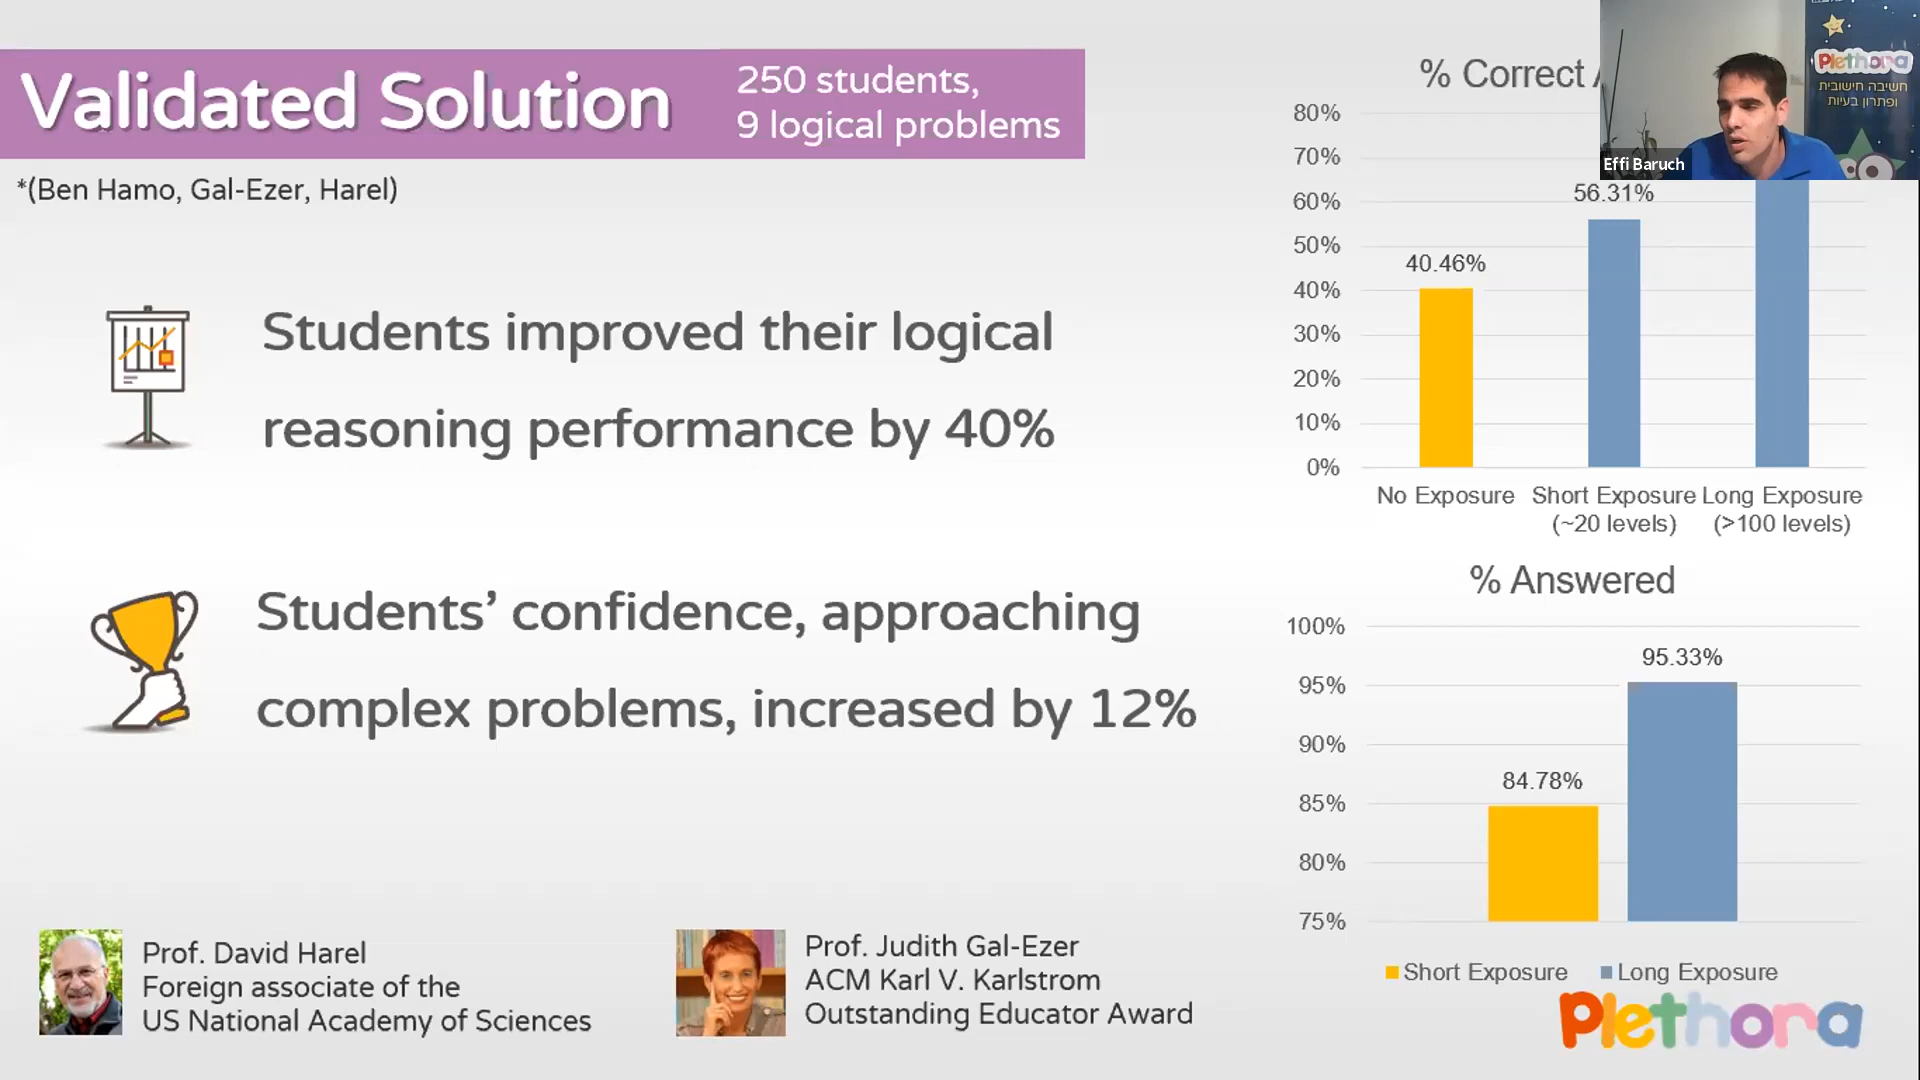 Validated Solution
250 students,
9 logical problems
*(Ben Hamo, Gal-Ezer, Harel)
Students improved their logical
reasoning performance by 40%
Students’ confidence, approaching
complex problems, increased by 12%
Prof. David Harel
Foreign associate of the
US National Academy of Sciences
Prof. Judith Gal-Ezer
ACM Karl V. Karlstrom
Outstanding Educator Award
% Correct
80%
70%
60%
50%
40%
30%
20%
10%
0%
40.46%
56.31%
No Exposure
Short Exposure
(~20 levels)
Long Exposure
(>100 levels)
% Answered
100%
95%
90%
85%
80%
75%
84.78%
95.33%
Short Exposure
Long Exposure
Plethora
Effi Baruch
Plethora
חשיבה חישובית
ופתרון בעיות